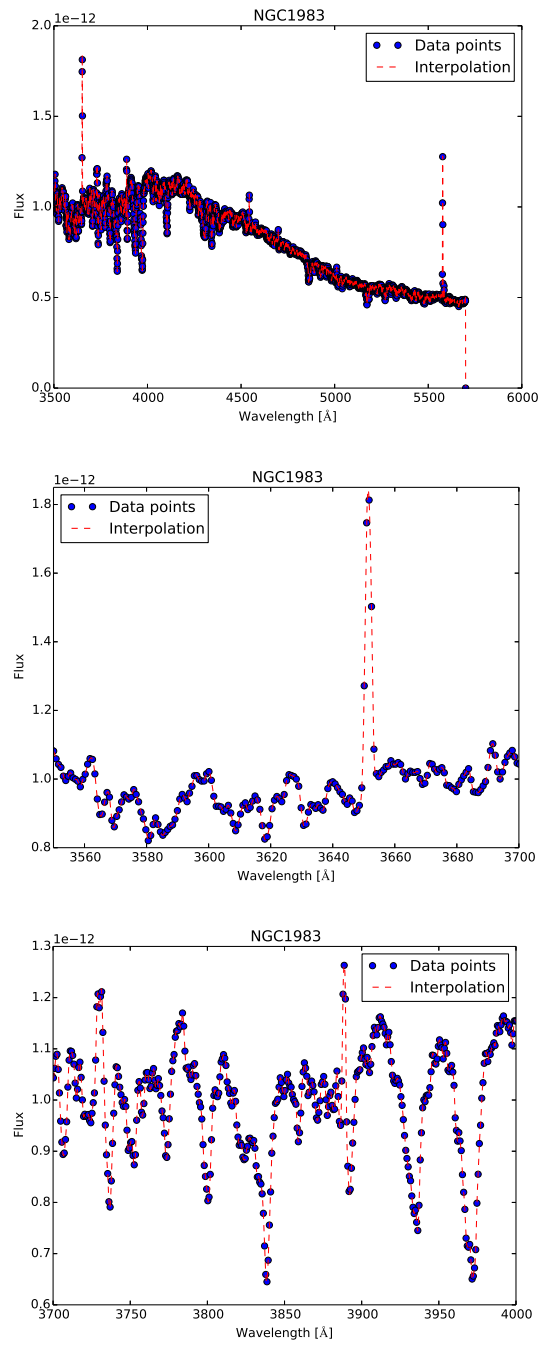 NGC1983
1e−12
2.0
Data points
Interpolation
1.5
1.0
Flux
0.5
0.0
3500 4000 4500 5000 5500 6000
Wavelength [Å]
NGC1983
1e−12
1.8
Data points
Interpolation
1.6
1.4
Flux
1.2
1.0
0.8
3560 3580 3600 3620 3640 3660 3680 3700
Wavelength [Å]
NGC1983
1e−12
1.3
Data points
Interpolation
1.2
1.1
1.0
Flux
0.9
0.8
0.7
0.6
3700 3750 3800 3850 3900 3950 4000
Wavelength [Å]